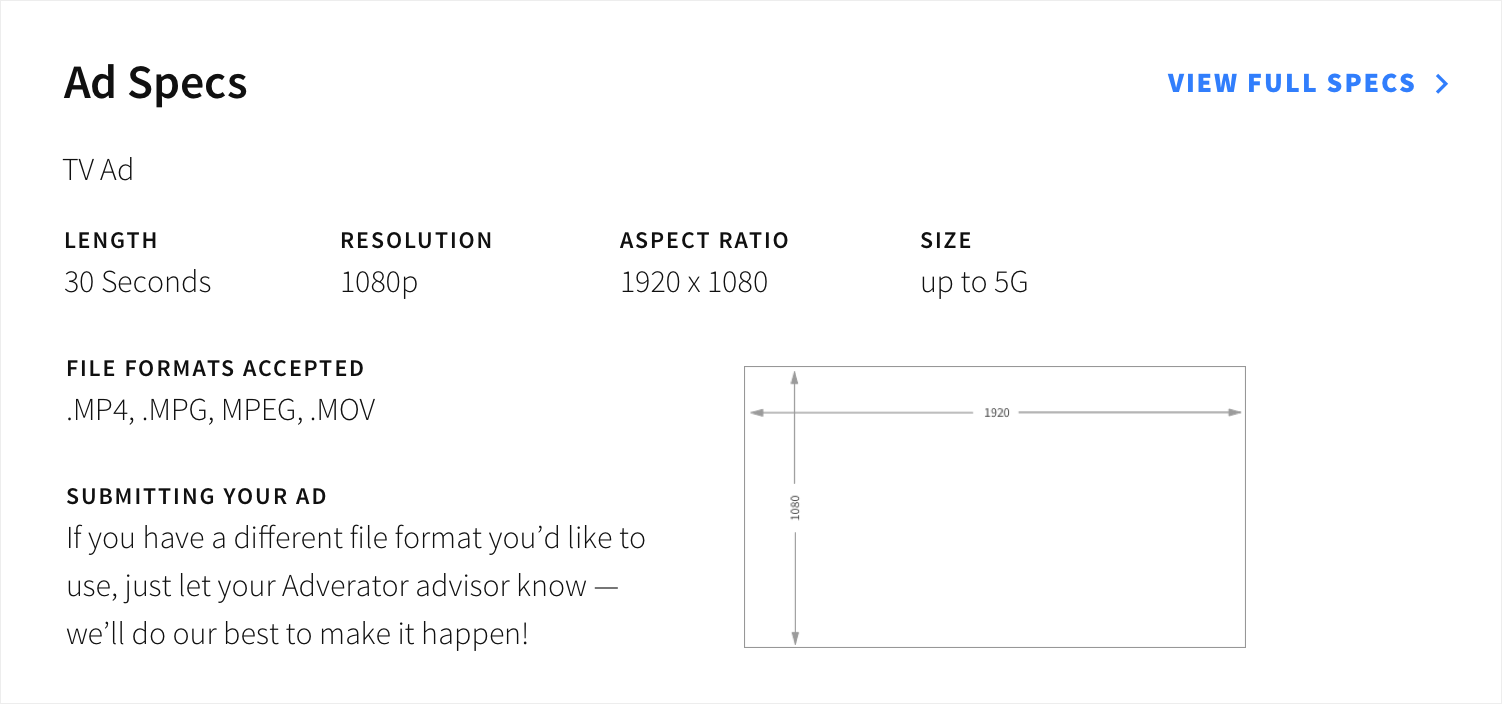 Ad Specs
VIEW FULL SPECS
TV Ad
LENGTH
30 Seconds
RESOLUTION
1080p
ASPECT RATIO
1920 x 1080
SIZE
up to 5G
FILE FORMATS ACCEPTED
.MP4, .MPG, MPEG, .MOV
SUBMITTING YOUR AD
If you have a different file format you’d like to
use, just let your Adverator advisor know —
we’ll do our best to make it happen!
1920
1080